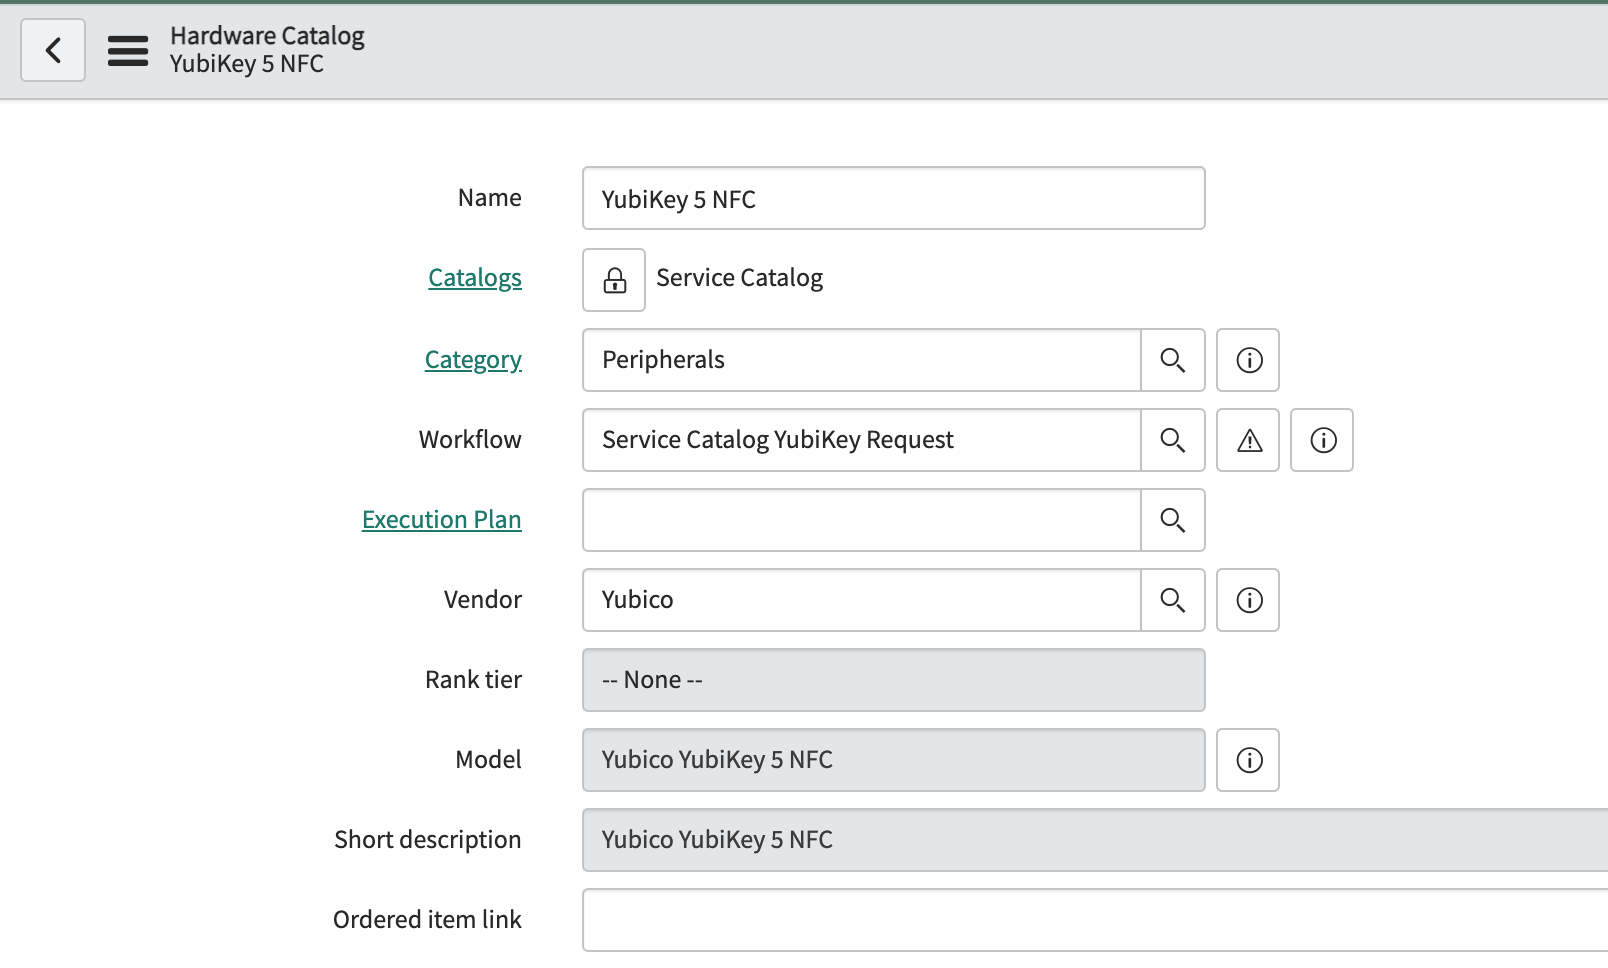 Hardware Catalog
YubiKey 5 NFC
Name
YubiKey 5 NFC
Catalogs
Service Catalog
Category
Peripherals
Workflow
Service Catalog YubiKey Request
Execution Plan
Vendor
Yubico
Rank tier
-- None --
Model
Yubico YubiKey 5 NFC
Short description
Yubico YubiKey 5 NFC
Ordered item link